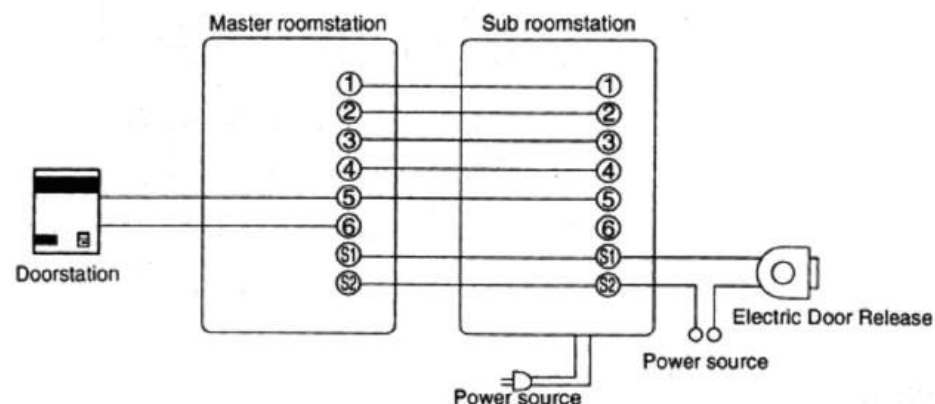 Master roomstation
Sub roomstation
1 1
2 2
3 3
4 4
5 5
6 6
S1 S1
S2 S2
Doorstation
Electric Door Release
Power source
Power source